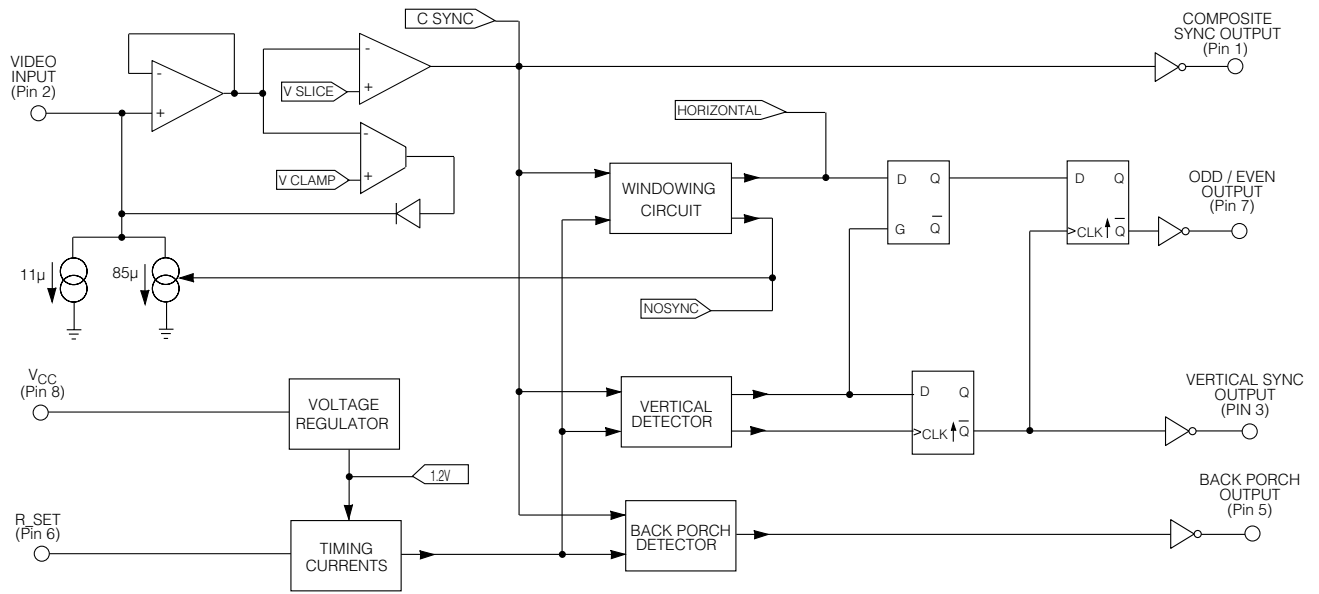 C SYNC
COMPOSITE
SYNC OUTPUT
(Pin 1)
VIDEO
INPUT
(Pin 2)
-
+
-
+
V SLICE
-
+
V CLAMP
HORIZONTAL
WINDOWING
CIRCUIT
D Q
G Q
D Q
>CLK Q
ODD / EVEN
OUTPUT
(Pin 7)
11µ
85µ
NOSYNC
VCC
(Pin 8)
VOLTAGE
REGULATOR
VERTICAL
DETECTOR
D Q
>CLK Q
VERTICAL SYNC
OUTPUT
(PIN 3)
1.2V
R_SET
(Pin 6)
TIMING
CURRENTS
BACK PORCH
DETECTOR
BACK PORCH
OUTPUT
(Pin 5)